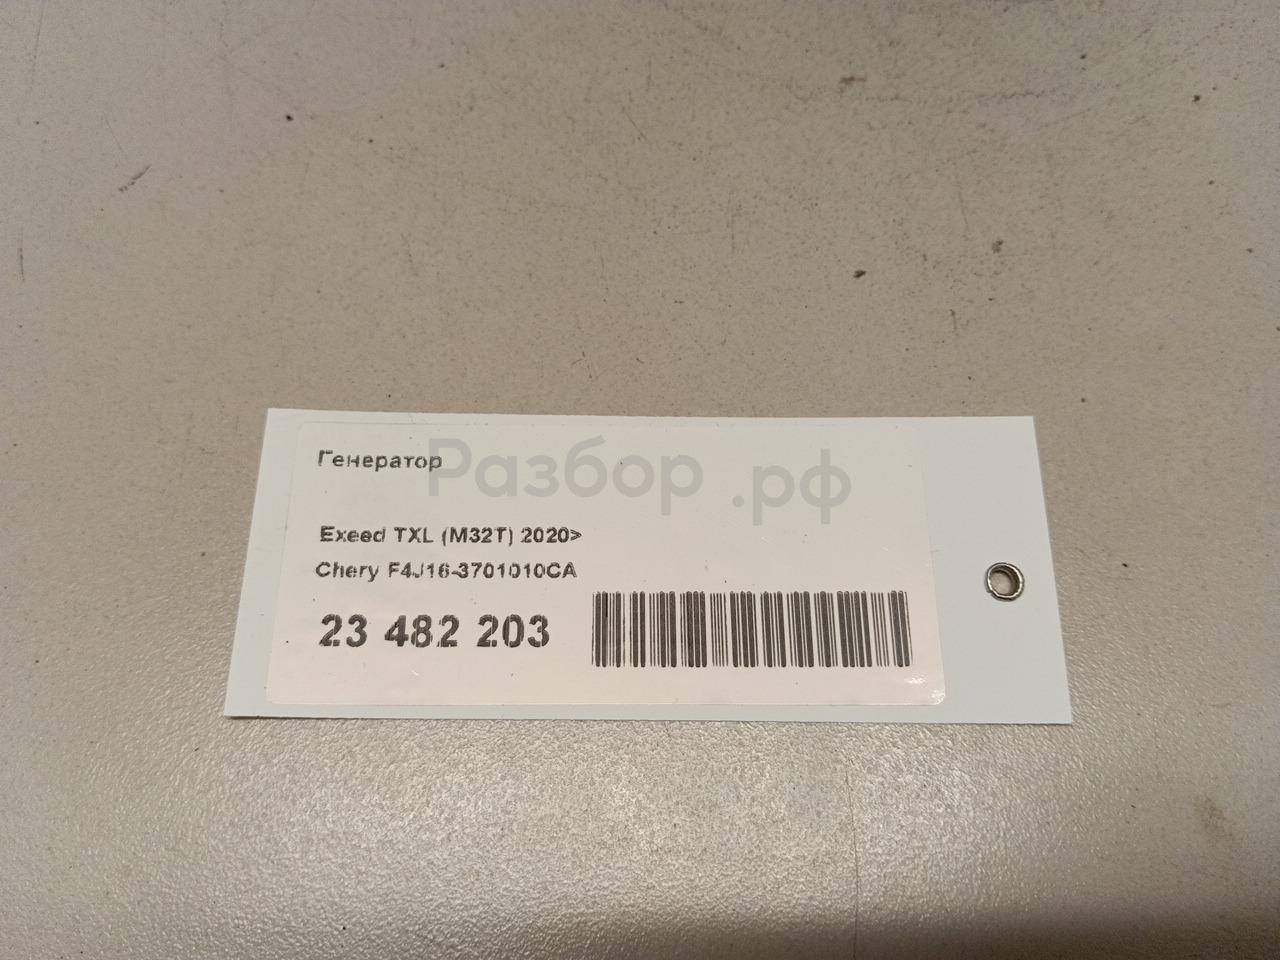 Генератор
Разбор.рф
Exeed TXL (M32T) 2020>
Chery F4J16-3701010CA
23 482 203